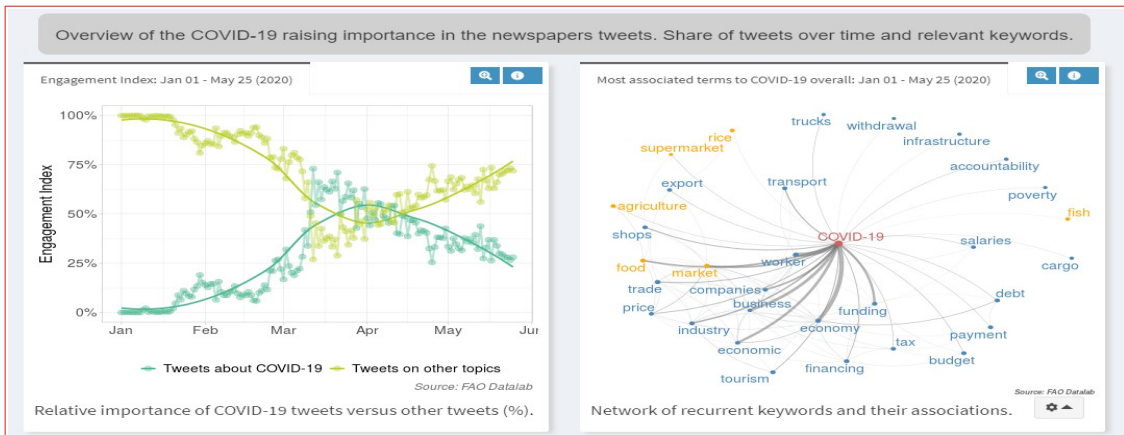 Overview of the COVID-19 raising importance in the newspapers tweets. Share of tweets over time and relevant keywords.
Engagement Index: Jan 01 - May 25 (2020)
100%
75%
50%
25%
0%
Engagement Index
Jan Feb Mar Apr May Jun
Tweets about COVID-19 Tweets on other topics
Source: FAO Datalab
Relative importance of COVID-19 tweets versus other tweets (%).
Most associated terms to COVID-19 overall: Jan 01 - May 25 (2020)
trucks
withdrawal
rice
infrastructure
supermarket
accountability
export
transport
poverty
agriculture
fish
shops
COVID-19
salaries
food
market
worker
cargo
trade
companies
debt
price
business
funding
industry
economy
payment
economic
tax
budget
tourism
financing
Source: FAO Datalab
Network of recurrent keywords and their associations.